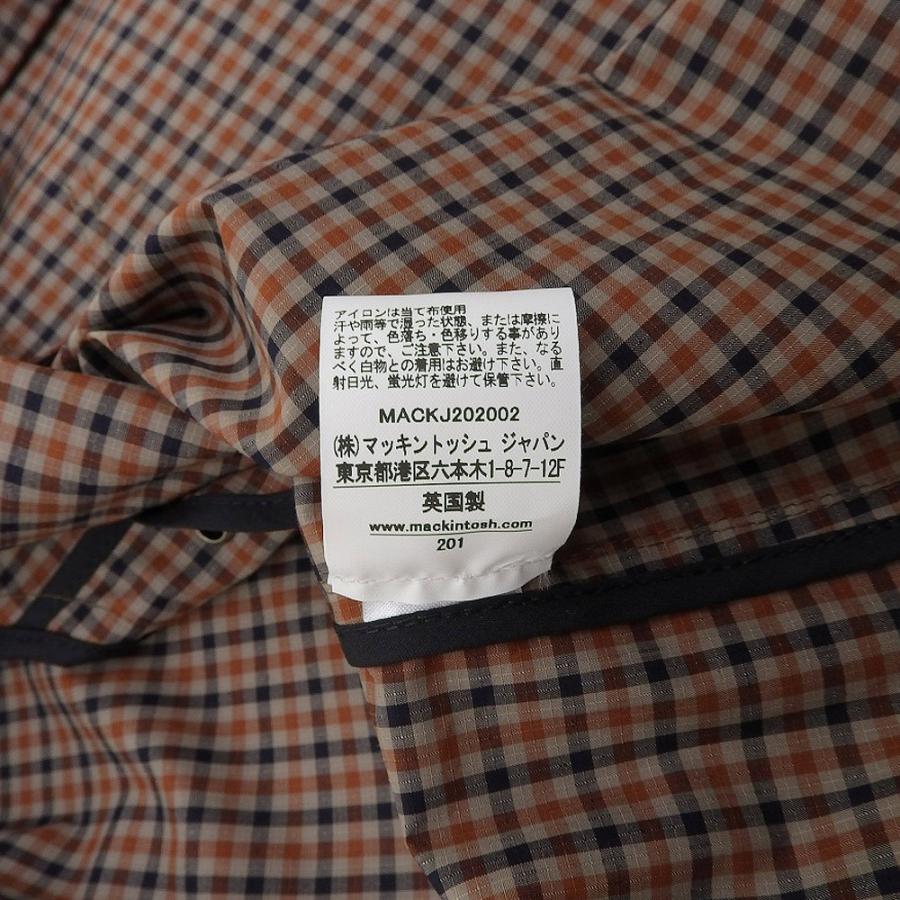 アイロンは当て布使用
汗や雨等で湿った状態、または摩擦に
よって、色落ち・色移りする事があり
ますので、ご注意下さい。また、なる
べく白物との着用はお避け下さい。直
射日光、蛍光灯を避けて保管下さい。
MACKJ202002
(株)マッキントッシュ ジャパン
東京都港区六本木1-8-7-12F
英国製
www.mackintosh.com
201